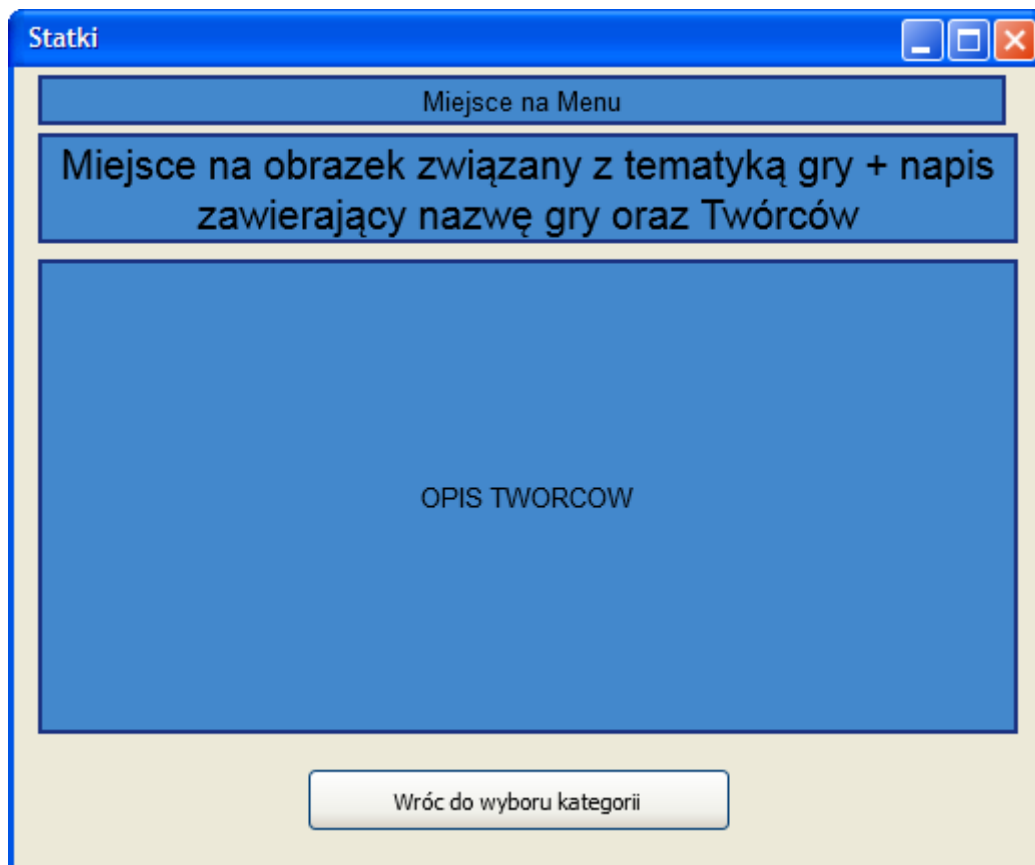 Statki
Miejsce na Menu
Miejsce na obrazek związany z tematyką gry + napis
zawierający nazwę gry oraz Twórców
OPIS TWORCOW
Wróc do wyboru kategorii